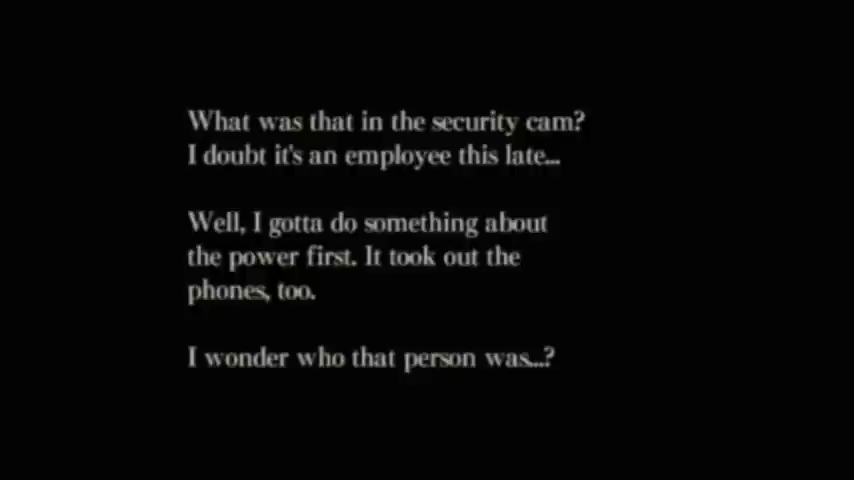 What was that in the security cam?
I doubt it's an employee this late...
Well, I gotta do something about
the power first. It took out the
phones, too.
I wonder who that person was...?